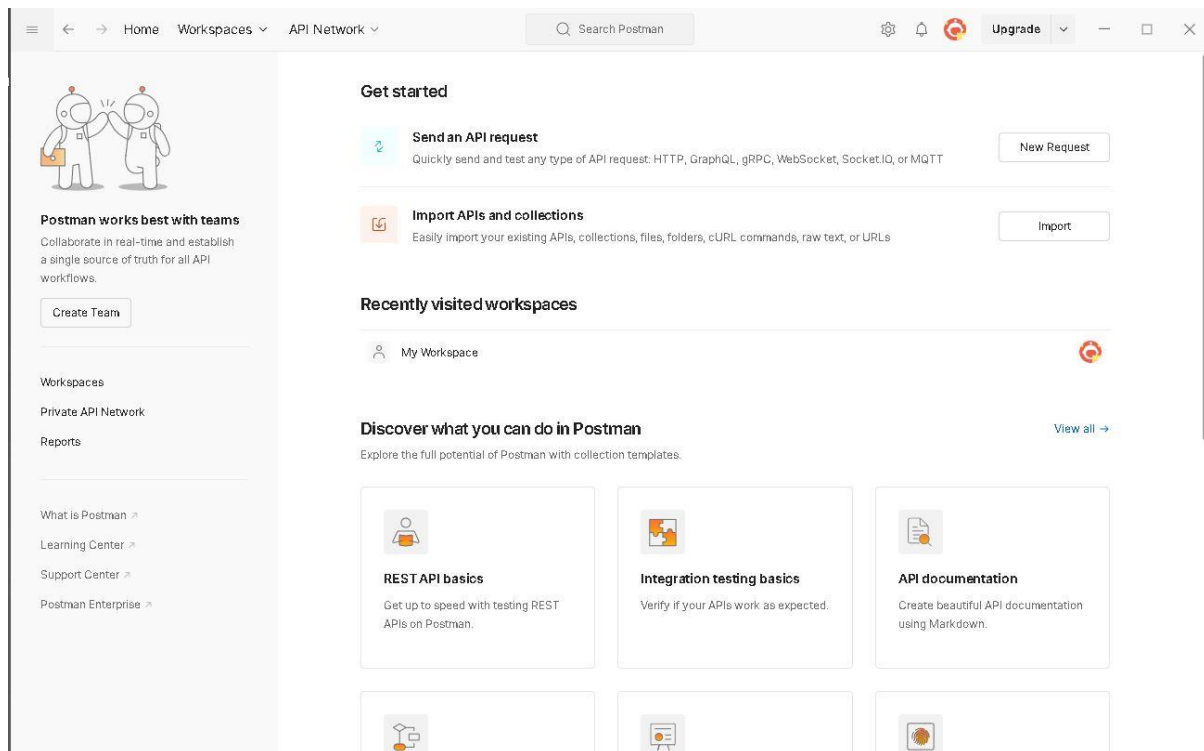 Home Workspaces API Network Search Postman Upgrade
Postman works best with teams
Collaborate in real-time and establish
a single source of truth for all API
workflows.
Create Team
Workspaces
Private API Network
Reports
What is Postman
Learning Center
Support Center
Postman Enterprise
Get started
Send an API request
Quickly send and test any type of API request: HTTP, GraphQL, gRPC, WebSocket, Socket.IO, or MQTT
New Request
Import APIs and collections
Easily import your existing APIs, collections, files, folders, cURL commands, raw text, or URLs
Import
Recently visited workspaces
My Workspace
Discover what you can do in Postman
View all →
Explore the full potential of Postman with collection templates.
REST API basics
Get up to speed with testing REST
APIs on Postman.
Integration testing basics
Verify if your APIs work as expected.
API documentation
Create beautiful API documentation
using Markdown.